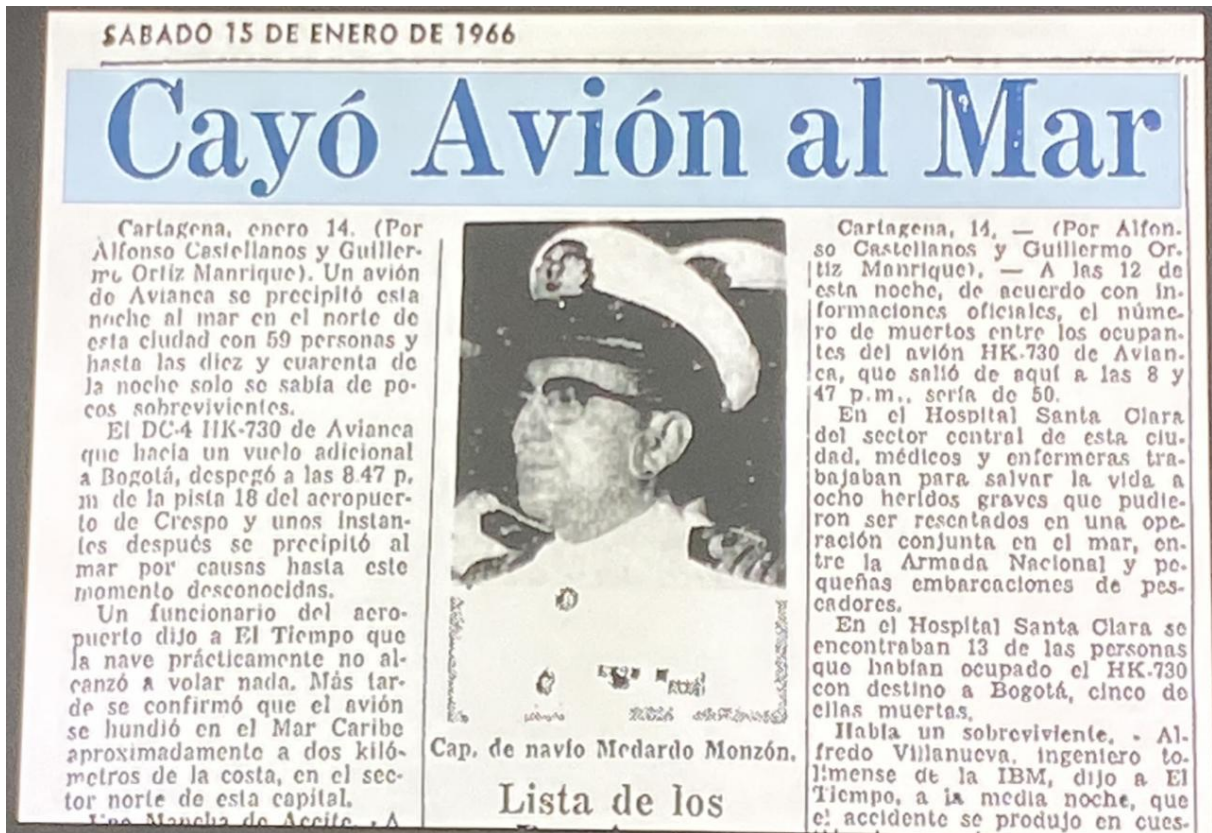 SABADO 15 DE ENERO DE 1966
Cayó Avión al Mar
Cartagena, enero 14. (Por
Alfonso Castellanos y Guiller-
mo Ortiz Manrique). Un avión
de Avianca se precipitó esta
noche al mar en el norte de
esta ciudad con 59 personas y
hasta las diez y cuarenta de
la noche solo se sabía de po-
cos sobrevivientes.
El DC-4 HK-730 de Avianca
que hacía un vuelo adicional
a Bogotá, despegó a las 8.47 p.
m de la pista 18 del aeropuer-
to de Crespo y unos instan-
tes después se precipitó al
mar por causas hasta este
momento desconocidas.
Un funcionario del aero-
puerto dijo a El Tiempo que
la nave prácticamente no al-
canzó a volar nada. Más tar-
de se confirmó que el avión
se hundió en el Mar Caribe
aproximadamente a dos kiló-
metros de la costa, en el sec-
tor norte de esta capital.
Una Mancha de Aceite. - A
Cap. de navío Medardo Monzón.
Lista de los
Cartagena, 14. — (Por Alfon-
so Castellanos y Guillermo Or-
tiz Manrique). — A las 12 de
esta noche, de acuerdo con in-
formaciones oficiales, el núme-
ro de muertos entre los ocupan-
tes del avión HK-730 de Avian-
ca, que salió de aquí a las 8 y
47 p.m., sería de 50.
En el Hospital Santa Clara
del sector central de esta ciu-
dad, médicos y enfermeras tra-
bajaban para salvar la vida a
ocho heridos graves que pudie-
ron ser rescatados en una ope-
ración conjunta en el mar, en-
tre la Armada Nacional y pe-
queñas embarcaciones de pes-
cadores.
En el Hospital Santa Clara se
encontraban 13 de las personas
que habían ocupado el HK-730
con destino a Bogotá, cinco de
ellas muertas.
Habla un sobreviviente. - Al-
fredo Villanueva, ingeniero to-
limense de la IBM, dijo a El
Tiempo, a la media noche, que
el accidente se produjo en cues-